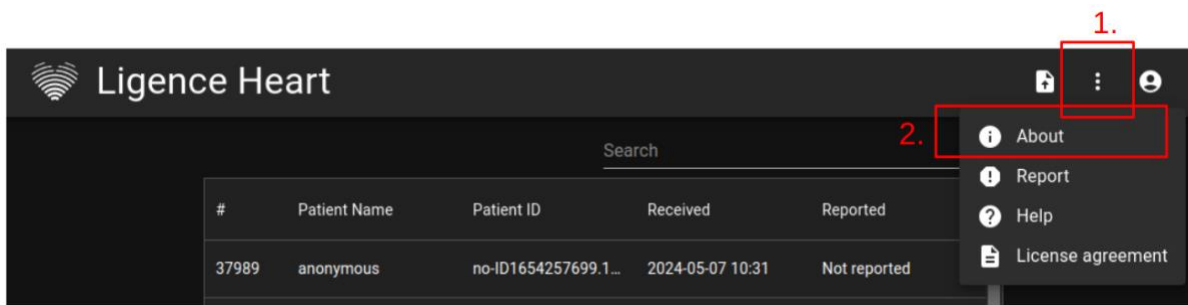 1.
Ligence Heart
2.
About
Search
Report
# Patient Name Patient ID Received Reported
Help
37989 anonymous no-ID1654257699.1... 2024-05-07 10:31 Not reported
License agreement